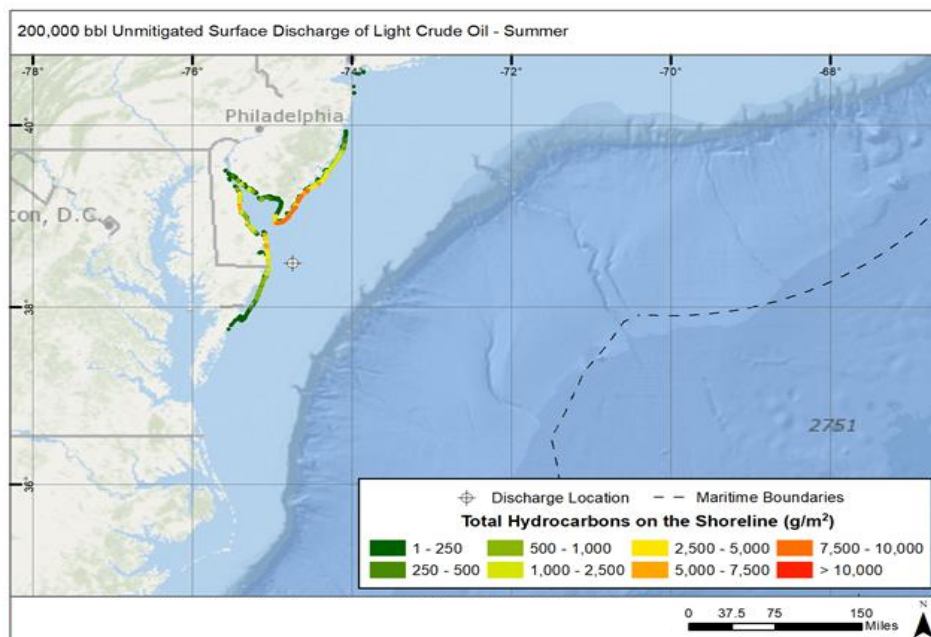 200,000 bbl Unmitigated Surface Discharge of Light Crude Oil - Summer
-78° -76° -74° -72° -70° -68°
40° 40°
Philadelphia
ton, D.C.
38° 38°
2751
36° 36°
Discharge Location Maritime Boundaries
Total Hydrocarbons on the Shoreline (g/m²)
1 - 250 500 - 1,000 2,500 - 5,000 7,500 - 10,000
250 - 500 1,000 - 2,500 5,000 - 7,500 > 10,000
N
0 37.5 75 150
Miles